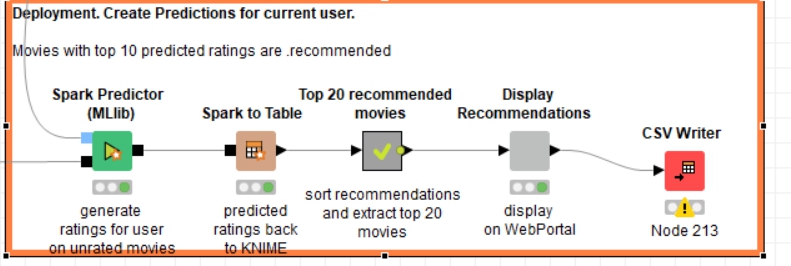 Deployment. Create Predictions for current user.
Movies with top 10 predicted ratings are .recommended
Spark Predictor
(MLlib)
Spark to Table
Top 20 recommended
movies
Display
Recommendations
CSV Writer
generate
ratings for user
on unrated movies
predicted
ratings back
to KNIME
sort recommendations
and extract top 20
movies
display
on WebPortal
Node 213